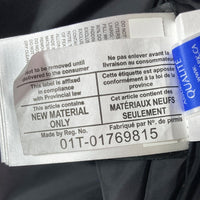 Not to be removed until
delivered to the consumer
This label is affixed
in compliance
with Provincial law
This article contains
NEW MATERIAL
ONLY
Made by Reg. No.
Ne pas enlever avant
livraison au consommateur
Cette étiquette est apposée
conformément à loi
de la province
Cet article contient des
MATÉRIAUX NEUFS
SEULEMENT
Fabriqué par N° de permis
01T-01769815
QUALITÉ